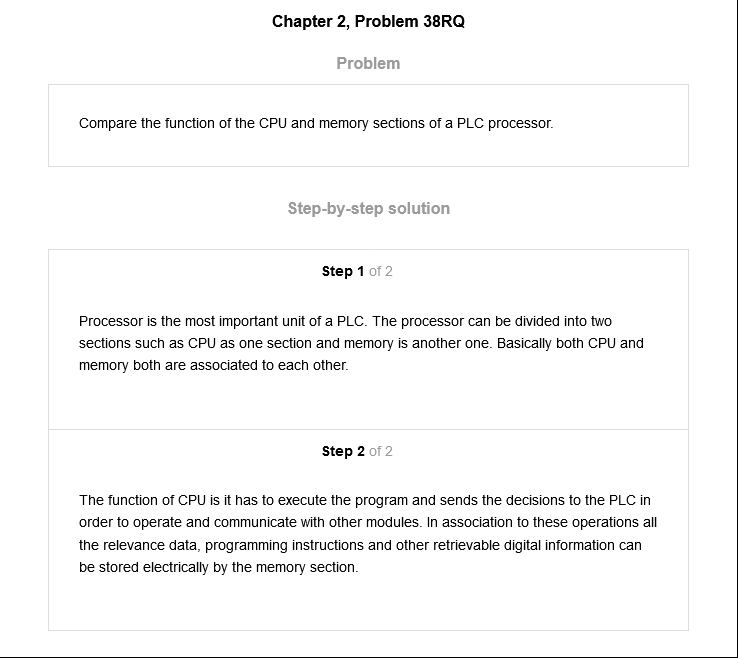 Chapter 2, Problem 38RQ
Problem
Compare the function of the CPU and memory sections of a PLC processor.
Step-by-step solution
Step 1 of 2
Processor is the most important unit of a PLC. The processor can be divided into two
sections such as CPU as one section and memory is another one. Basically both CPU and
memory both are associated to each other.
Step 2 of 2
The function of CPU is it has to execute the program and sends the decisions to the PLC in
order to operate and communicate with other modules. In association to these operations all
the relevance data, programming instructions and other retrievable digital information can
be stored electrically by the memory section.